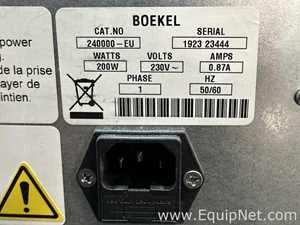 BOEKEL
CAT.NO SERIAL
240000-EU 1923 23444
WATTS VOLTS AMPS
200W 230V~ 0.87A
PHASE HZ
1 50/60
power
g.
de la prise
ayer de
intien.
www.EquipNet.com